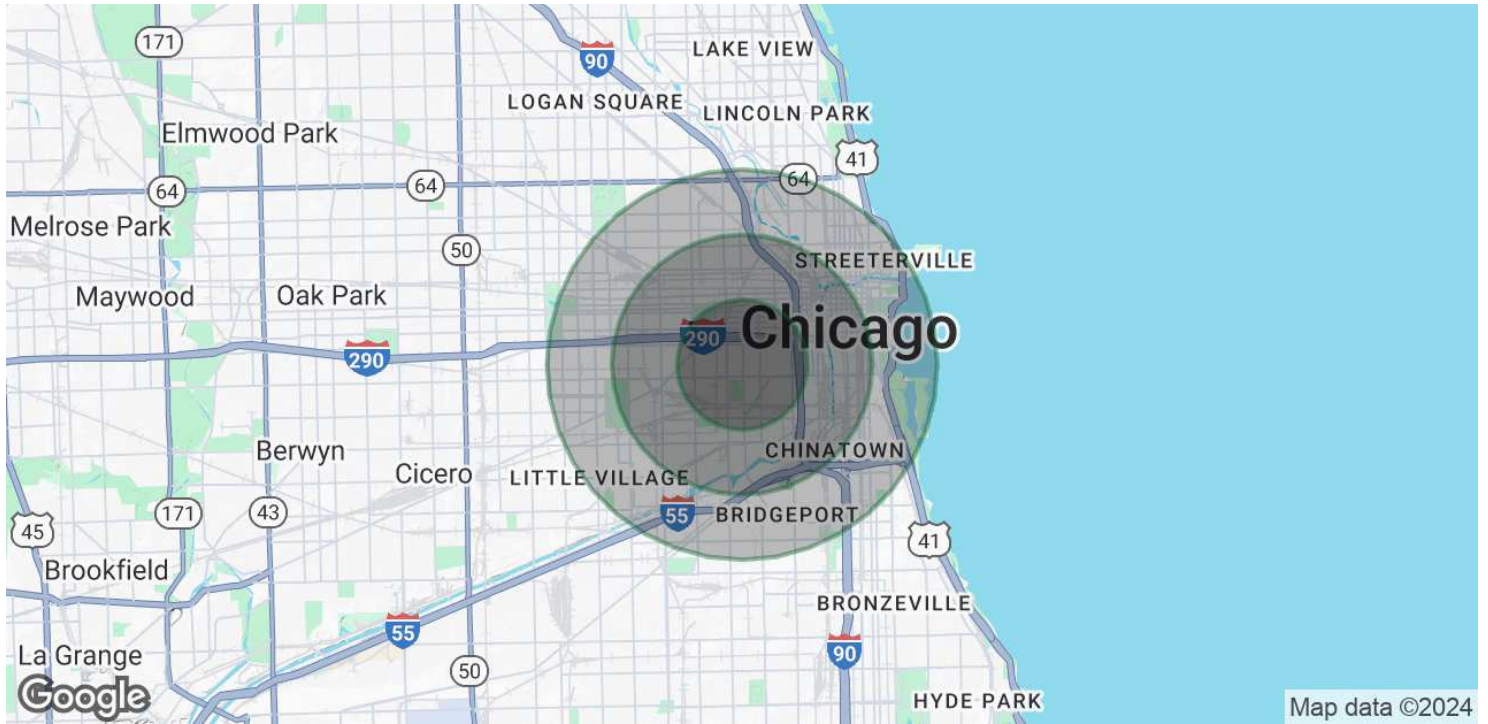 171
90
LAKE VIEW
LOGAN SQUARE
LINCOLN PARK
Elmwood Park
41
64
64
64
Melrose Park
50
STREETERVILLE
Maywood
Oak Park
Chicago
290
290
Berwyn
CHINATOWN
Cicero
LITTLE VILLAGE
171
43
55
BRIDGEPORT
45
41
Brookfield
BRONZEVILLE
55
La Grange
50
90
Google
HYDE PARK
Map data ©2024